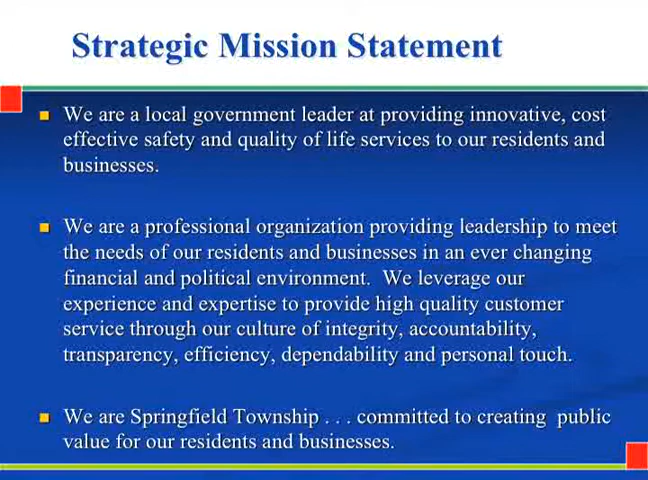 Strategic Mission Statement
We are a local government leader at providing innovative, cost
effective safety and quality of life services to our residents and
businesses.
We are a professional organization providing leadership to meet
the needs of our residents and businesses in an ever changing
financial and political environment.  We leverage our
experience and expertise to provide high quality customer
service through our culture of integrity, accountability,
transparency, efficiency, dependability and personal touch.
We are Springfield Township . . . committed to creating  public
value for our residents and businesses.